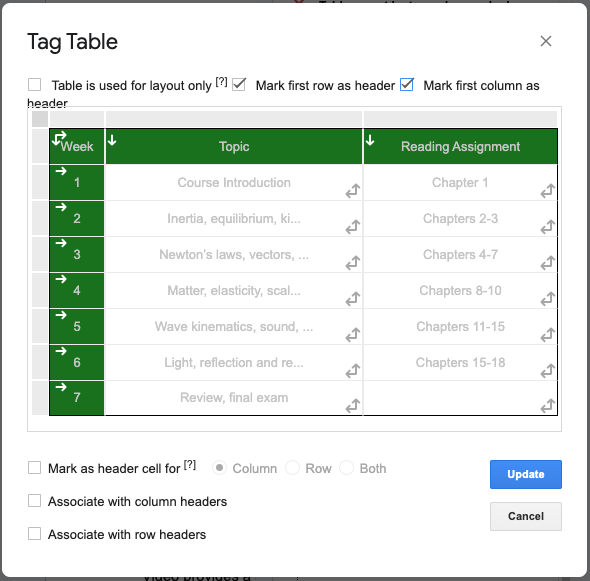 Tag Table
Table is used for layout only [?] Mark first row as header Mark first column as
header
Week Topic Reading Assignment
1 Course Introduction Chapter 1
2 Inertia, equilibrium, ki... Chapters 2-3
3 Newton's laws, vectors, ... Chapters 4-7
4 Matter, elasticity, scal... Chapters 8-10
5 Wave kinematics, sound, ... Chapters 11-15
6 Light, reflection and re... Chapters 15-18
7 Review, final exam
Mark as header cell for [?] Column Row Both
Update
Associate with column headers
Cancel
Associate with row headers
video provides a